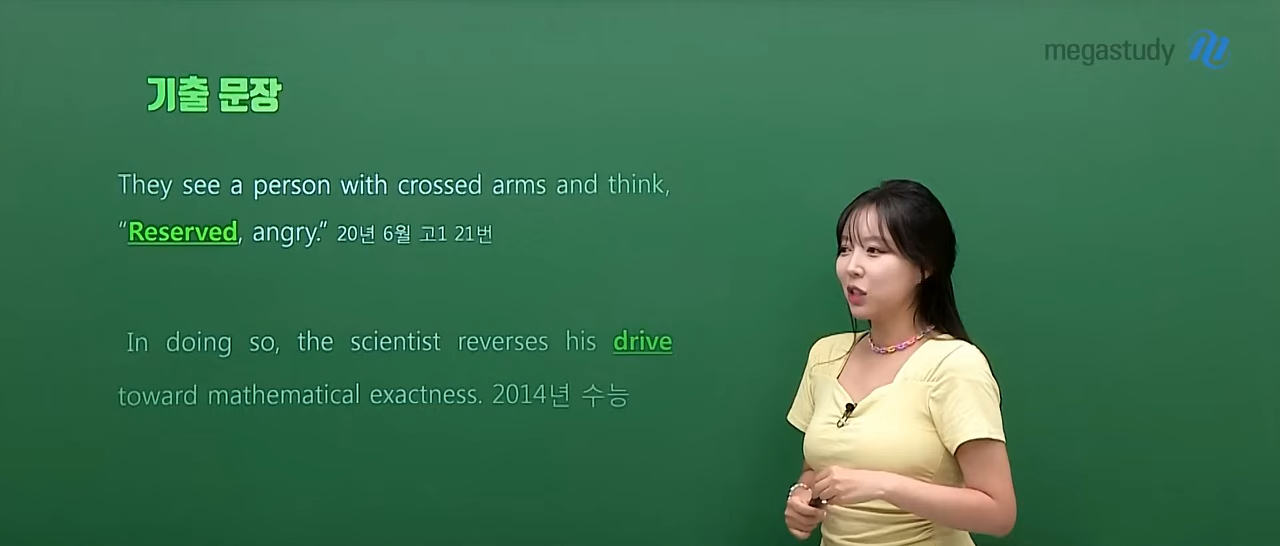 megastudy
기출 문장
They see a person with crossed arms and think,
“Reserved, angry.” 20년 6월 고1 21번
In doing so, the scientist reverses his drive
toward mathematical exactness. 2014년 수능